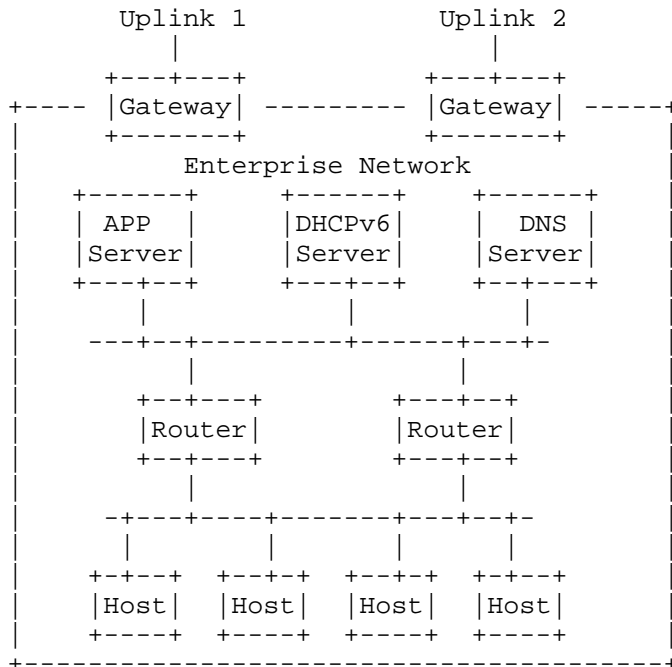 Uplink 1 Uplink 2
Gateway Gateway
Enterprise Network
APP DHCPv6 DNS
Server Server Server
Router Router
Host Host Host Host